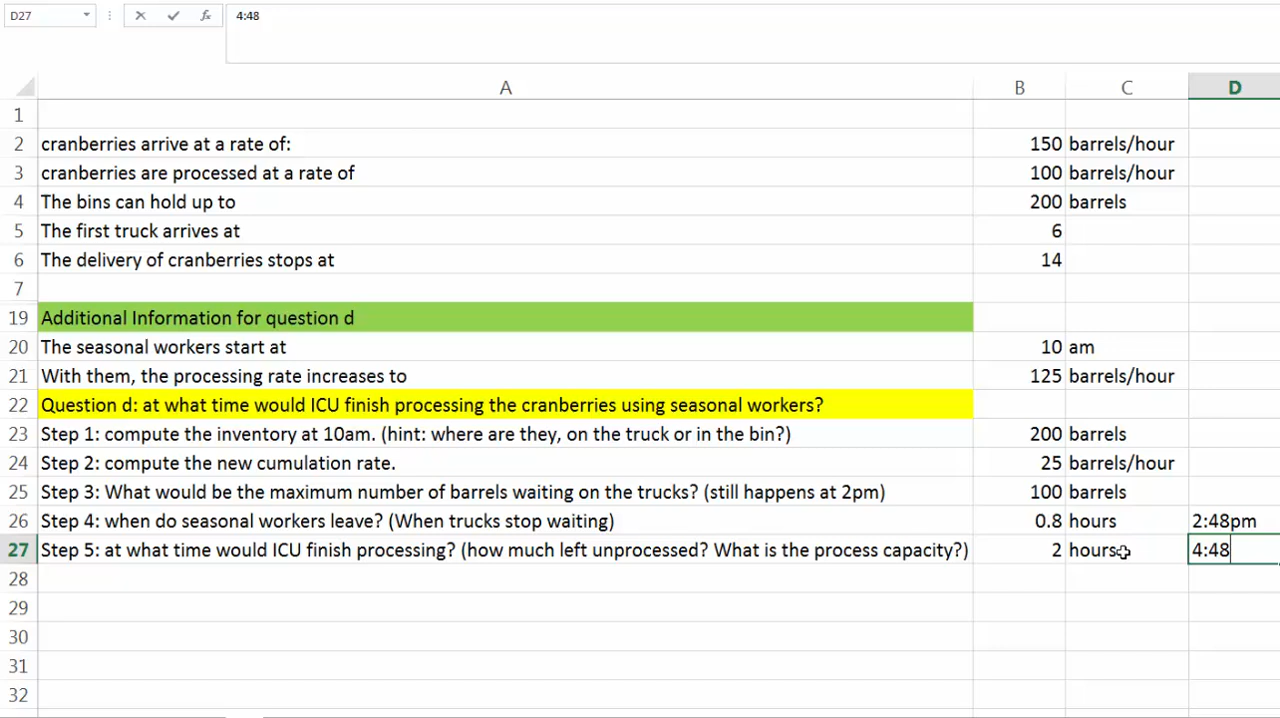 D27 fx 4:48
A B C D
1
2 cranberries arrive at a rate of: 150 barrels/hour
3 cranberries are processed at a rate of 100 barrels/hour
4 The bins can hold up to 200 barrels
5 The first truck arrives at 6
6 The delivery of cranberries stops at 14
7
19 Additional Information for question d
20 The seasonal workers start at 10 am
21 With them, the processing rate increases to 125 barrels/hour
22 Question d: at what time would ICU finish processing the cranberries using seasonal workers?
23 Step 1: compute the inventory at 10am. (hint: where are they, on the truck or in the bin?) 200 barrels
24 Step 2: compute the new cumulation rate. 25 barrels/hour
25 Step 3: What would be the maximum number of barrels waiting on the trucks? (still happens at 2pm) 100 barrels
26 Step 4: when do seasonal workers leave? (When trucks stop waiting) 0.8 hours 2:48pm
27 Step 5: at what time would ICU finish processing? (how much left unprocessed? What is the process capacity?) 2 hours 4:48
28
29
30
31
32